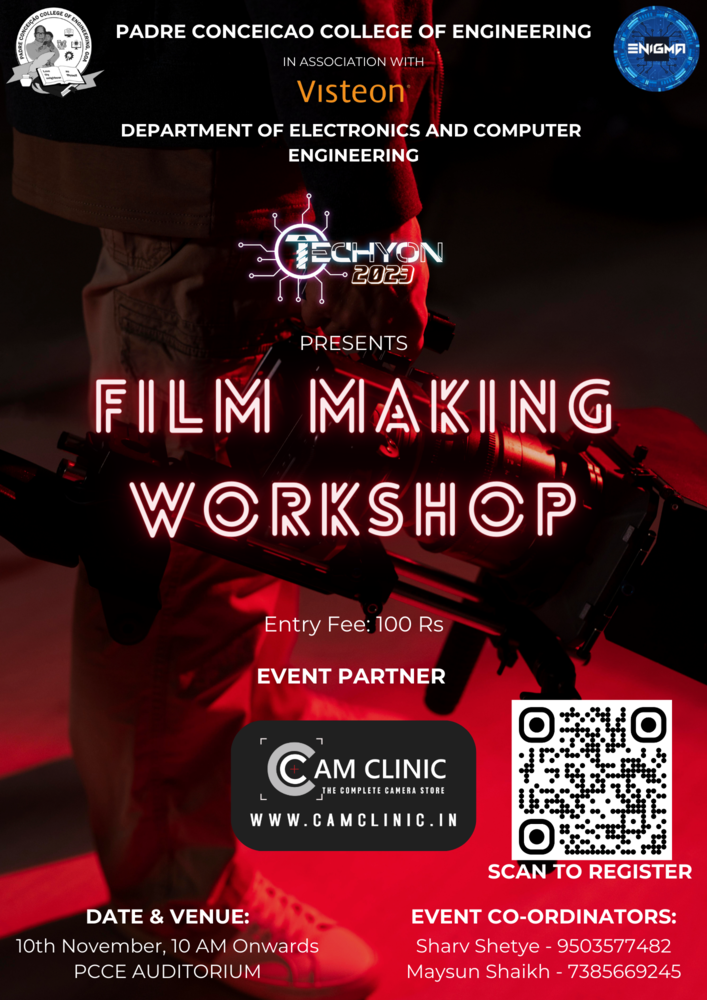 PADRE CONCEICAO COLLEGE OF ENGINEERING
IN ASSOCIATION WITH
Visteon
DEPARTMENT OF ELECTRONICS AND COMPUTER
ENGINEERING
ENIGMA
TECHYON
2023
PRESENTS
FILM MAKING
WORKSHOP
Entry Fee: 100 Rs
EVENT PARTNER
CAM CLINIC
THE COMPLETE CAMERA STORE
WWW.CAMCLINIC.IN
SCAN TO REGISTER
DATE & VENUE:
10th November, 10 AM Onwards
PCCE AUDITORIUM
EVENT CO-ORDINATORS:
Sharv Shetye - 9503577482
Maysun Shaikh - 7385669245